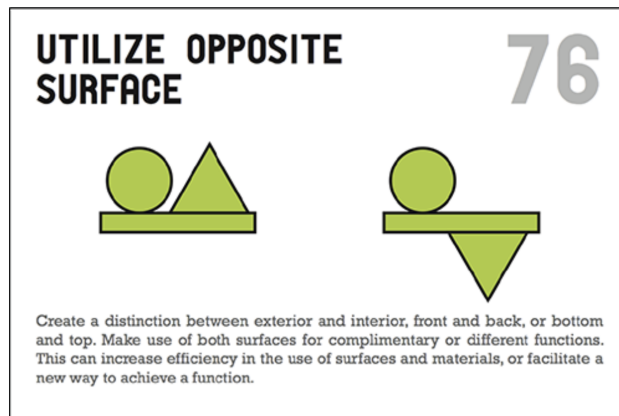 UTILIZE OPPOSITE
SURFACE
76
Create a distinction between exterior and interior, front and back, or bottom
and top. Make use of both surfaces for complimentary or different functions.
This can increase efficiency in the use of surfaces and materials, or facilitate a
new way to achieve a function.